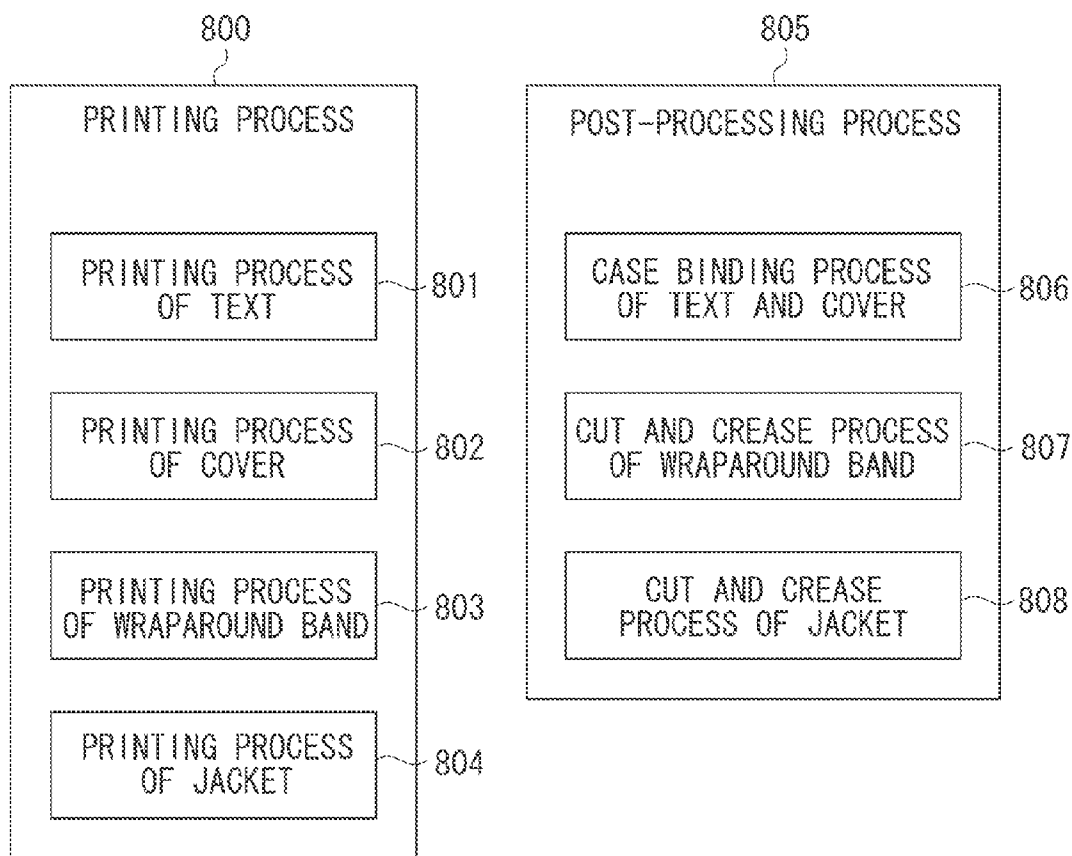 800
PRINTING PROCESS
PRINTING PROCESS
OF TEXT
801
PRINTING PROCESS
OF COVER
802
PRINTING PROCESS
OF WRAPAROUND BAND
803
PRINTING PROCESS
OF JACKET
804
805
POST-PROCESSING PROCESS
CASE BINDING PROCESS
OF TEXT AND COVER
806
CUT AND CREASE PROCESS
OF WRAPAROUND BAND
807
CUT AND CREASE
PROCESS OF JACKET
808